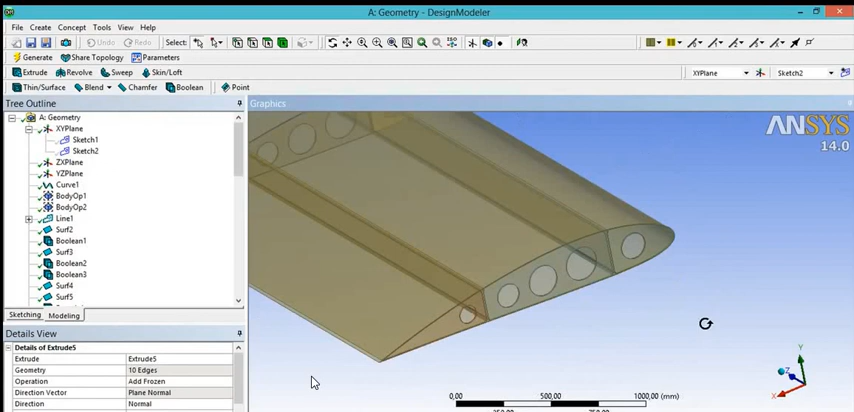 A: Geometry - DesignModeler
File Create Concept Tools View Help
Undo Redo Select:
Generate Share Topology Parameters
Extrude Revolve Sweep Skin/Loft XYPlane Sketch2
Thin/Surface Blend Chamfer Boolean Point
Tree Outline Graphics
A: Geometry
XYPlane
Sketch1
Sketch2
ZXPlane
YZPlane
Curve1
BodyOp1
BodyOp2
Line1
Surf2
Boolean1
Surf3
Boolean2
Boolean3
Surf4
Surf5
Sketching Modeling
Details View
Details of Extrude5
Extrude Extrude5
Geometry 10 Edges
Operation Add Frozen
Direction Vector Plane Normal
Direction Normal
ANSYS
14.0
0,00 500,00 1000,00 (mm)
Y
Z
X